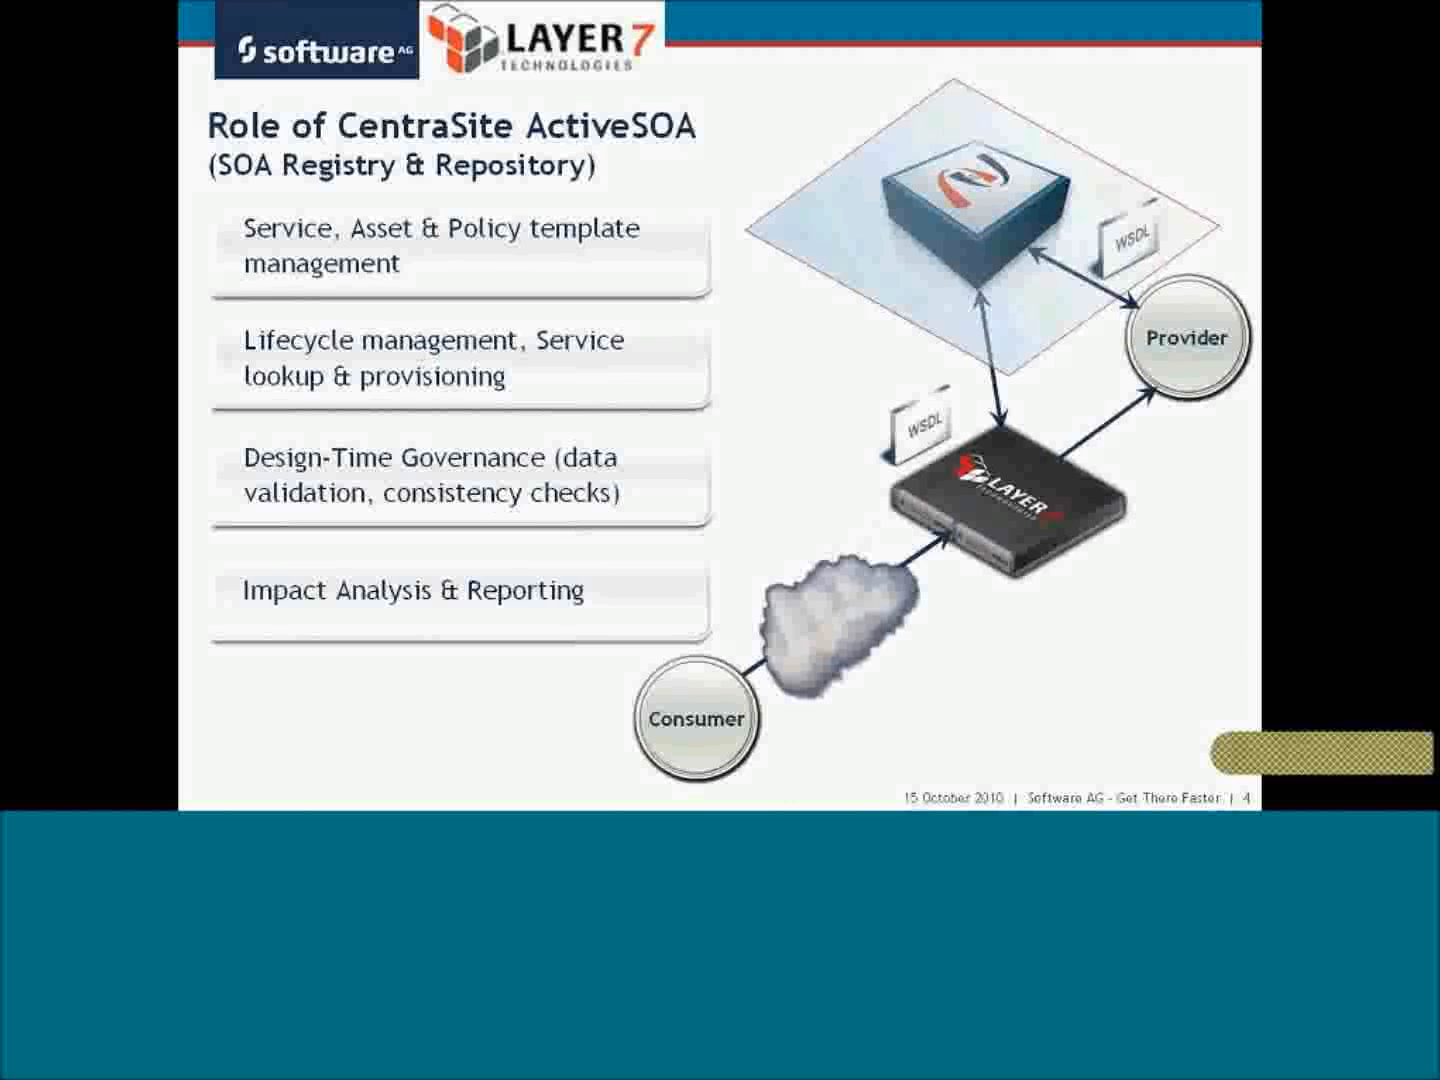 software AG
LAYER 7
TECHNOLOGIES
Role of CentraSite ActiveSOA
(SOA Registry & Repository)
Service, Asset & Policy template
management
Lifecycle management, Service
lookup & provisioning
Design-Time Governance (data
validation, consistency checks)
Impact Analysis & Reporting
WSDL
Provider
WSDL
LAYER 7
TECHNOLOGIES
Consumer
15 October 2010 | Software AG - Get There Faster | 4